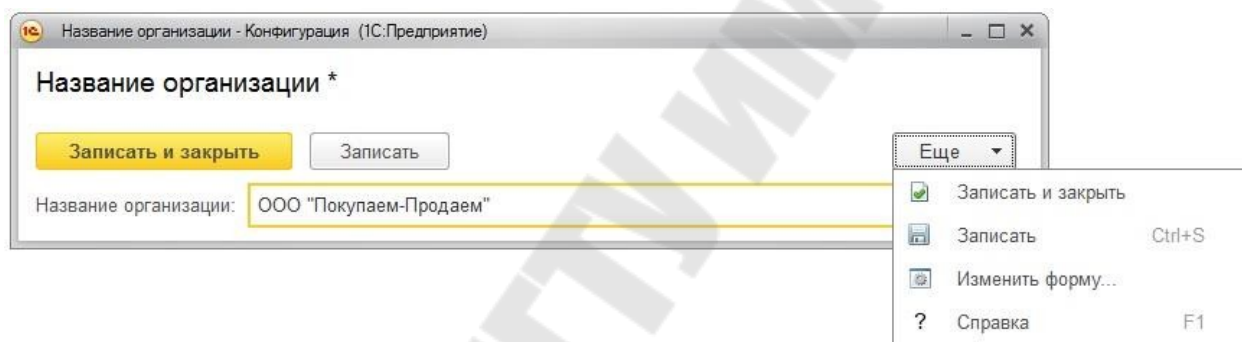 1С Название организации - Конфигурация (1С:Предприятие)
Название организации *
Записать и закрыть Записать Еще
Название организации: ООО "Покупаем-Продаем"
Записать и закрыть
Записать Ctrl+S
Изменить форму...
? Справка F1